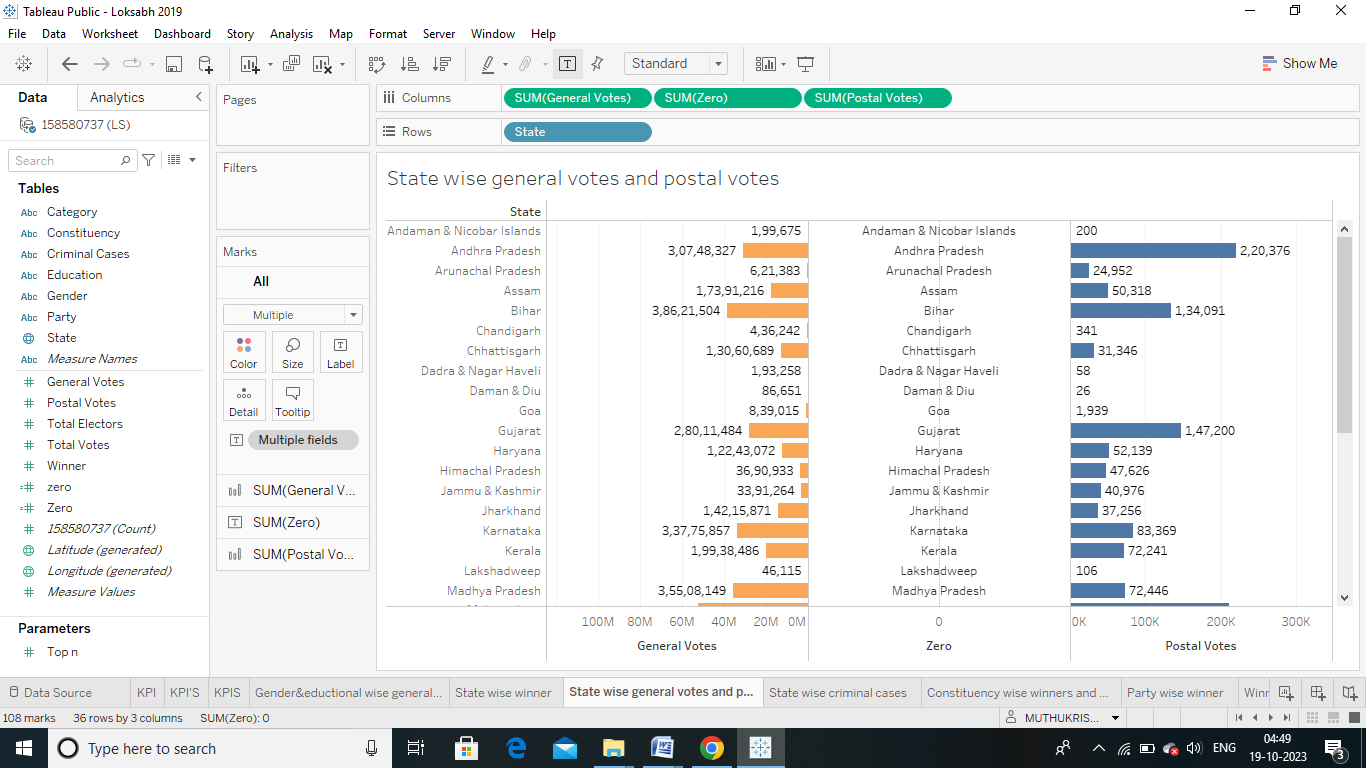 Tableau Public - Loksabh 2019
File Data Worksheet Dashboard Story Analysis Map Format Server Window Help
Standard Show Me
Data Analytics
158580737 (LS)
Search
Tables
Abc Category
Abc Constituency
Abc Criminal Cases
Abc Education
Abc Gender
Abc Party
State
Abc Measure Names
General Votes
Postal Votes
Total Electors
Total Votes
Winner
zero
Zero
158580737 (Count)
Latitude (generated)
Longitude (generated)
Measure Values
Parameters
Top n
Pages
Filters
Marks
All
Multiple
Color Size Label
Detail Tooltip
Multiple fields
SUM(General V...
SUM(Zero)
SUM(Postal Vo...
Columns SUM(General Votes) SUM(Zero) SUM(Postal Votes)
Rows State
State wise general votes and postal votes
State
Andaman & Nicobar Islands 1,99,675 Andaman & Nicobar Islands 200
Andhra Pradesh 3,07,48,327 Andhra Pradesh 2,20,376
Arunachal Pradesh 6,21,383 Arunachal Pradesh 24,952
Assam 1,73,91,216 Assam 50,318
Bihar 3,86,21,504 Bihar 1,34,091
Chandigarh 4,36,242 Chandigarh 341
Chhattisgarh 1,30,60,689 Chhattisgarh 31,346
Dadra & Nagar Haveli 1,93,258 Dadra & Nagar Haveli 58
Daman & Diu 86,651 Daman & Diu 26
Goa 8,39,015 Goa 1,939
Gujarat 2,80,11,484 Gujarat 1,47,200
Haryana 1,22,43,072 Haryana 52,139
Himachal Pradesh 36,90,933 Himachal Pradesh 47,626
Jammu & Kashmir 33,91,264 Jammu & Kashmir 40,976
Jharkhand 1,42,15,871 Jharkhand 37,256
Karnataka 3,37,75,857 Karnataka 83,369
Kerala 1,99,38,486 Kerala 72,241
Lakshadweep 46,115 Lakshadweep 106
Madhya Pradesh 3,55,08,149 Madhya Pradesh 72,446
100M 80M 60M 40M 20M 0M 0 0K 100K 200K 300K
General Votes Zero Postal Votes
Data Source KPI KPI'S KPIS Gender&eductional wise general... State wise winner State wise general votes and p... State wise criminal cases Constituency wise winners and ... Party wise winner Winr
108 marks 36 rows by 3 columns SUM(Zero): 0 MUTHUKRIS...
Type here to search ENG 04:49
19-10-2023 3